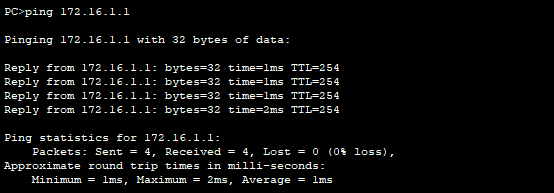 PC>ping 172.16.1.1
Pinging 172.16.1.1 with 32 bytes of data:
Reply from 172.16.1.1: bytes=32 time=1ms TTL=254
Reply from 172.16.1.1: bytes=32 time=1ms TTL=254
Reply from 172.16.1.1: bytes=32 time=1ms TTL=254
Reply from 172.16.1.1: bytes=32 time=2ms TTL=254
Ping statistics for 172.16.1.1:
Packets: Sent = 4, Received = 4, Lost = 0 (0% loss),
Approximate round trip times in milli-seconds:
Minimum = 1ms, Maximum = 2ms, Average = 1ms